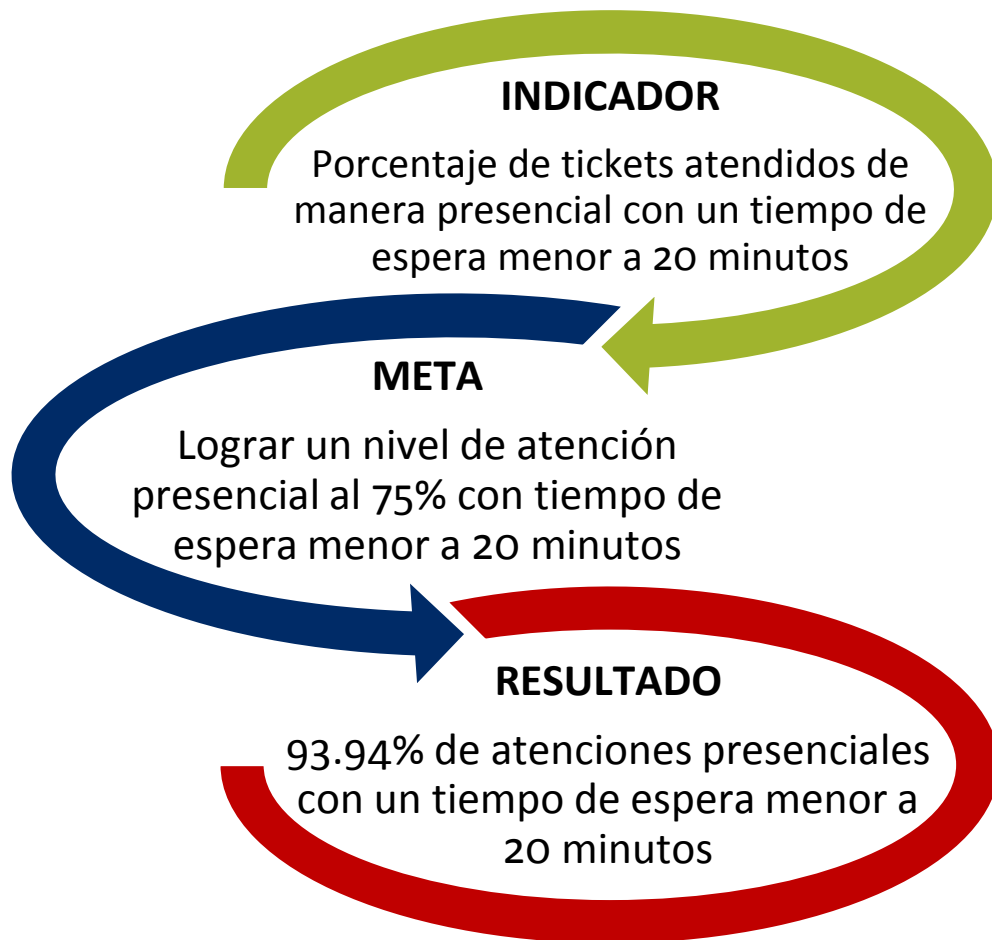 INDICADOR
Porcentaje de tickets atendidos de
manera presencial con un tiempo de
espera menor a 20 minutos
META
Lograr un nivel de atención
presencial al 75% con tiempo de
espera menor a 20 minutos
RESULTADO
93.94% de atenciones presenciales
con un tiempo de espera menor a
20 minutos